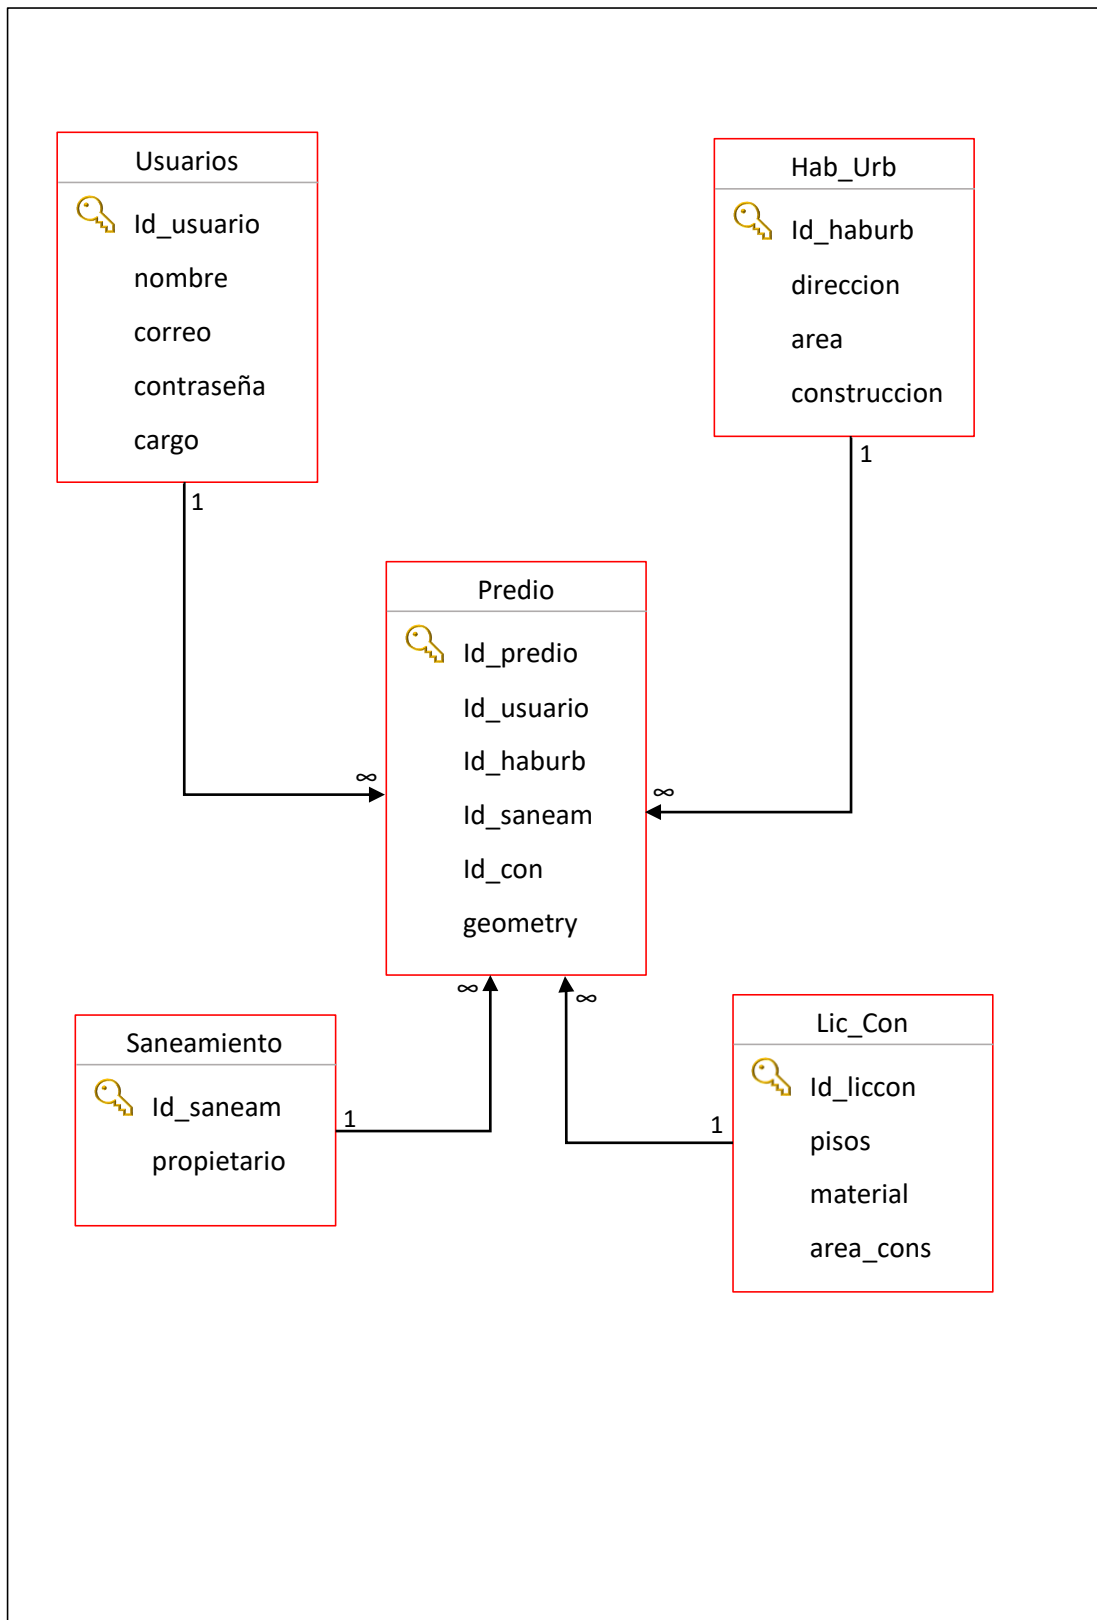 Usuarios
Id_usuario
nombre
correo
contraseña
cargo
1
Hab_Urb
Id_haburb
direccion
area
construccion
1
Predio
Id_predio
Id_usuario
Id_haburb
Id_saneam
Id_con
geometry
∞
∞
∞
∞
Saneamiento
Id_saneam
propietario
1
Lic_Con
Id_liccon
pisos
material
area_cons
1